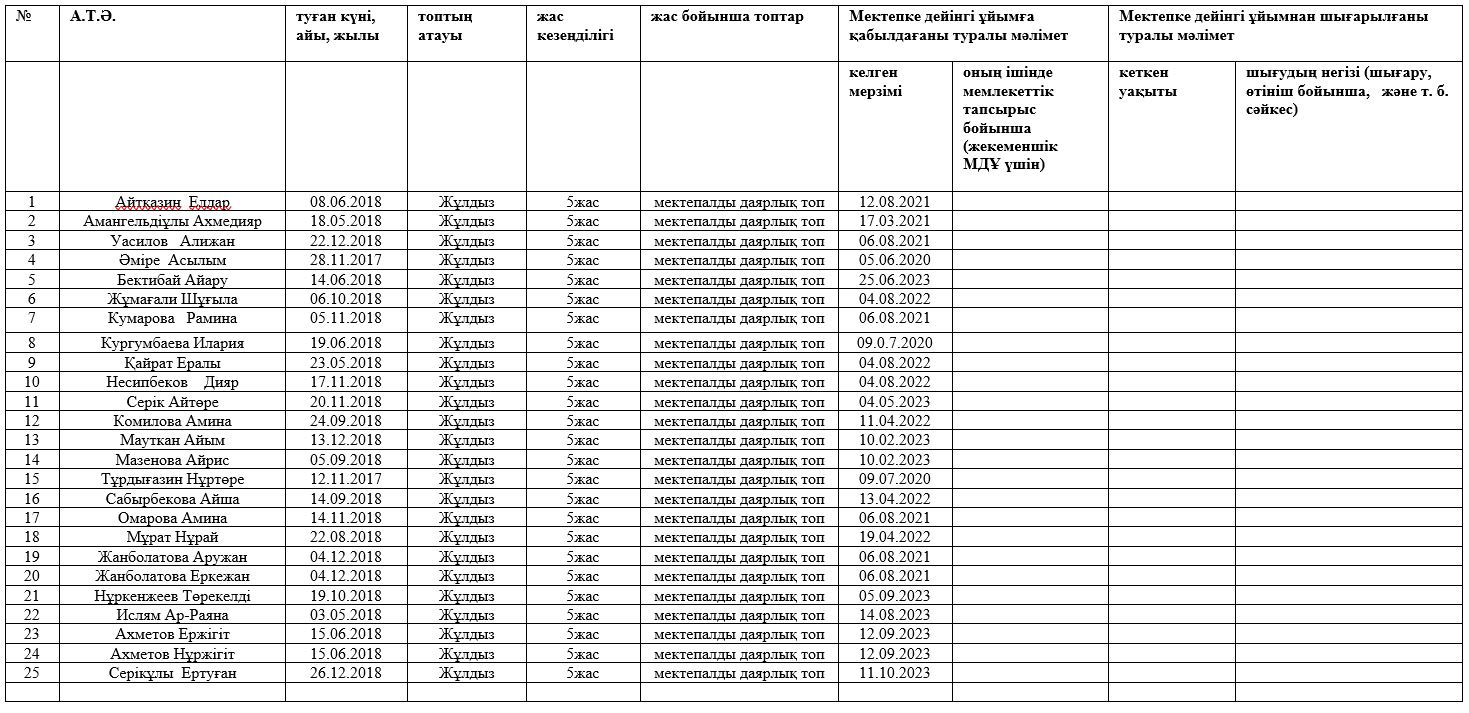 № А.Т.Ә. туған күні, айы, жылы топтың атауы жас кезеңділігі жас бойынша топтар Мектепке дейінгі ұйымға қабылдағаны туралы мәлімет Мектепке дейінгі ұйымнан шығарылғаны туралы мәлімет
келген мерзімі оның ішінде мемлекеттік тапсырыс бойынша (жекеменшік МДҰ үшін) кеткен уақыты шығудың негізі (шығару, өтініш бойынша, және т. б. сәйкес)
1 Айтқазин Елдар 08.06.2018 Жұлдыз 5жас мектепалды даярлық топ 12.08.2021
2 Амангельдіұлы Ахмедияр 18.05.2018 Жұлдыз 5жас мектепалды даярлық топ 17.03.2021
3 Уасилов Алижан 22.12.2018 Жұлдыз 5жас мектепалды даярлық топ 06.08.2021
4 Әміре Асылым 28.11.2017 Жұлдыз 5жас мектепалды даярлық топ 05.06.2020
5 Бектибай Айару 14.06.2018 Жұлдыз 5жас мектепалды даярлық топ 25.06.2023
6 Жұмағали Шұғыла 06.10.2018 Жұлдыз 5жас мектепалды даярлық топ 04.08.2022
7 Кумарова Рамина 05.11.2018 Жұлдыз 5жас мектепалды даярлық топ 06.08.2021
8 Кургумбаева Илария 19.06.2018 Жұлдыз 5жас мектепалды даярлық топ 09.0.7.2020
9 Қайрат Ералы 23.05.2018 Жұлдыз 5жас мектепалды даярлық топ 04.08.2022
10 Несипбеков Дияр 17.11.2018 Жұлдыз 5жас мектепалды даярлық топ 04.08.2022
11 Серік Айтөре 20.11.2018 Жұлдыз 5жас мектепалды даярлық топ 04.05.2023
12 Комилова Амина 24.09.2018 Жұлдыз 5жас мектепалды даярлық топ 11.04.2022
13 Мауткан Айым 13.12.2018 Жұлдыз 5жас мектепалды даярлық топ 10.02.2023
14 Мазенова Айрис 05.09.2018 Жұлдыз 5жас мектепалды даярлық топ 10.02.2023
15 Тұрдығазин Нұртөре 12.11.2017 Жұлдыз 5жас мектепалды даярлық топ 09.07.2020
16 Сабырбекова Айша 14.09.2018 Жұлдыз 5жас мектепалды даярлық топ 13.04.2022
17 Омарова Амина 14.11.2018 Жұлдыз 5жас мектепалды даярлық топ 06.08.2021
18 Мұрат Нұрай 22.08.2018 Жұлдыз 5жас мектепалды даярлық топ 19.04.2022
19 Жанболатова Аружан 04.12.2018 Жұлдыз 5жас мектепалды даярлық топ 06.08.2021
20 Жанболатова Еркежан 04.12.2018 Жұлдыз 5жас мектепалды даярлық топ 06.08.2021
21 Нұркенжеев Төрекелді 19.10.2018 Жұлдыз 5жас мектепалды даярлық топ 05.09.2023
22 Ислям Ар-Раяна 03.05.2018 Жұлдыз 5жас мектепалды даярлық топ 14.08.2023
23 Ахметов Ержігіт 15.06.2018 Жұлдыз 5жас мектепалды даярлық топ 12.09.2023
24 Ахметов Нұржігіт 15.06.2018 Жұлдыз 5жас мектепалды даярлық топ 12.09.2023
25 Серіқұлы Ертуған 26.12.2018 Жұлдыз 5жас мектепалды даярлық топ 11.10.2023